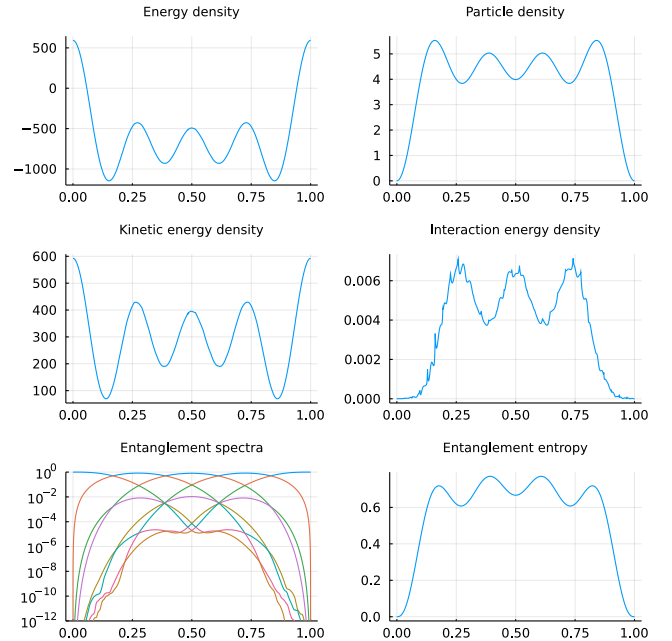 Energy density
500
0
−500
−1000
0.00 0.25 0.50 0.75 1.00
Particle density
5
4
3
2
1
0
0.00 0.25 0.50 0.75 1.00
Kinetic energy density
600
500
400
300
200
100
0.00 0.25 0.50 0.75 1.00
Interaction energy density
0.006
0.004
0.002
0.000
0.00 0.25 0.50 0.75 1.00
Entanglement spectra
10⁰
10⁻²
10⁻⁴
10⁻⁶
10⁻⁸
10⁻¹⁰
10⁻¹²
0.00 0.25 0.50 0.75 1.00
Entanglement entropy
0.6
0.4
0.2
0.0
0.00 0.25 0.50 0.75 1.00